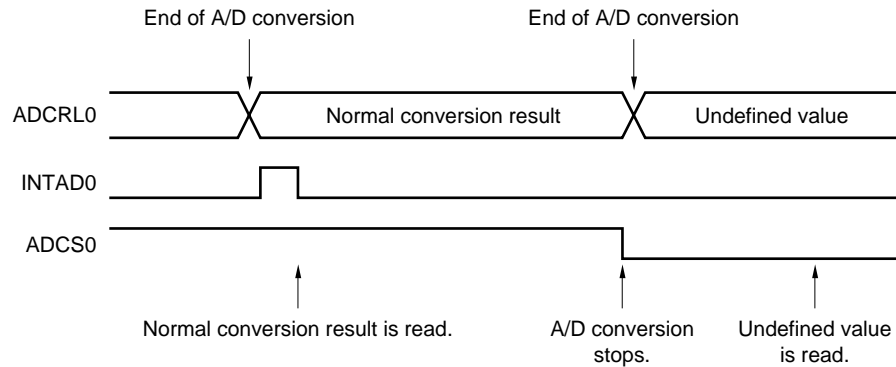 End of A/D conversion
End of A/D conversion
ADCRL0
Normal conversion result
Undefined value
INTAD0
ADCS0
Normal conversion result is read.
A/D conversion
stops.
Undefined value
is read.